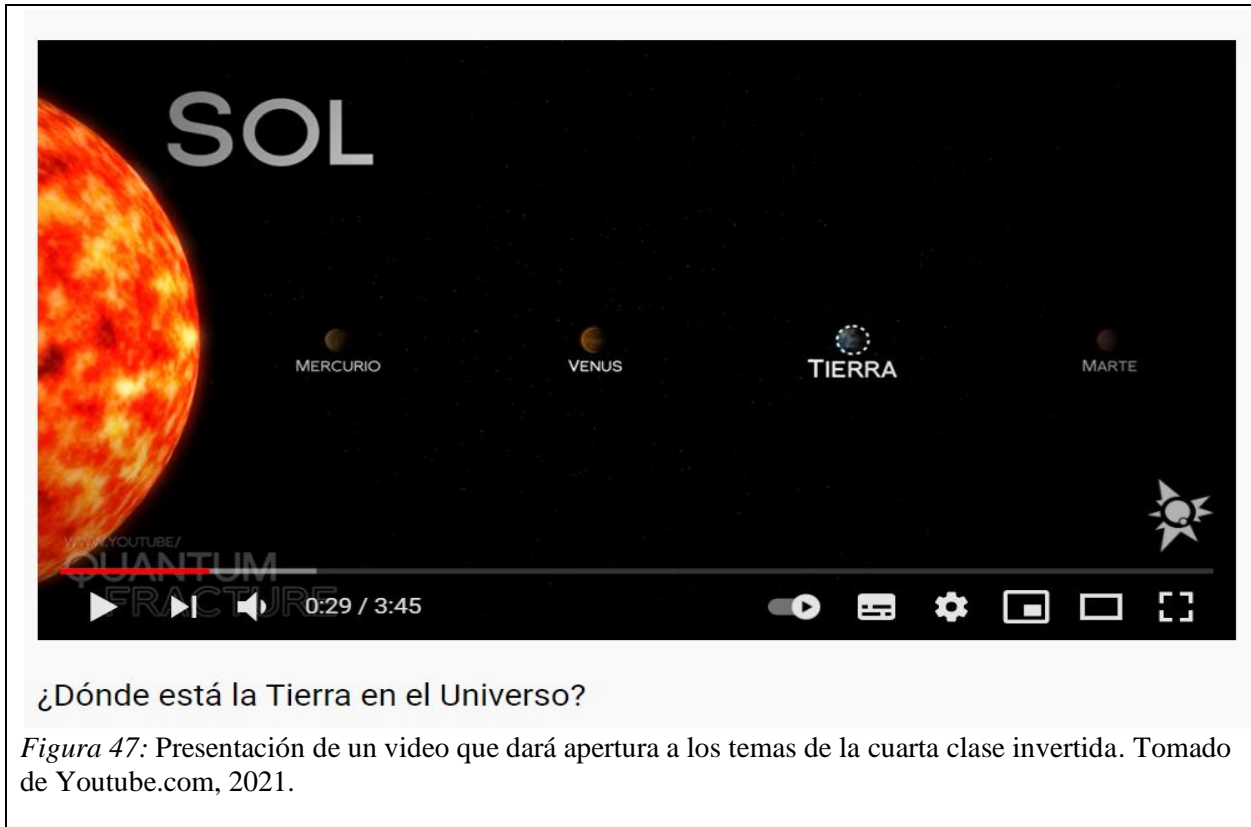 SOL
MERCURIO
VENUS
TIERRA
MARTE
WWW.YOUTUBE/
QUANTUM
FRACTURE
0:29 / 3:45
¿Dónde está la Tierra en el Universo?
Figura 47: Presentación de un video que dará apertura a los temas de la cuarta clase invertida. Tomado
de Youtube.com, 2021.